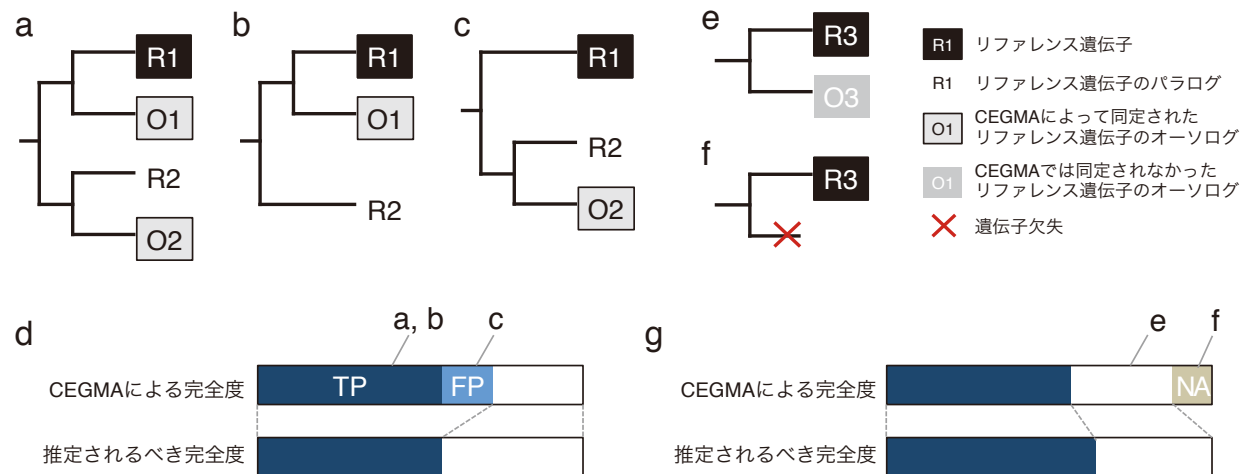 a
R1
O1
R2
O2
b
R1
O1
R2
c
R1
R2
O2
e
R3
O3
f
R3
R1 リファレンス遺伝子
R1 リファレンス遺伝子のパラログ
O1 CEGMAによって同定された
リファレンス遺伝子のオーソログ
O1 CEGMAでは同定されなかった
リファレンス遺伝子のオーソログ
遺伝子欠失
d
a, b
c
CEGMAによる完全度
TP
FP
推定されるべき完全度
g
e
f
CEGMAによる完全度
NA
推定されるべき完全度